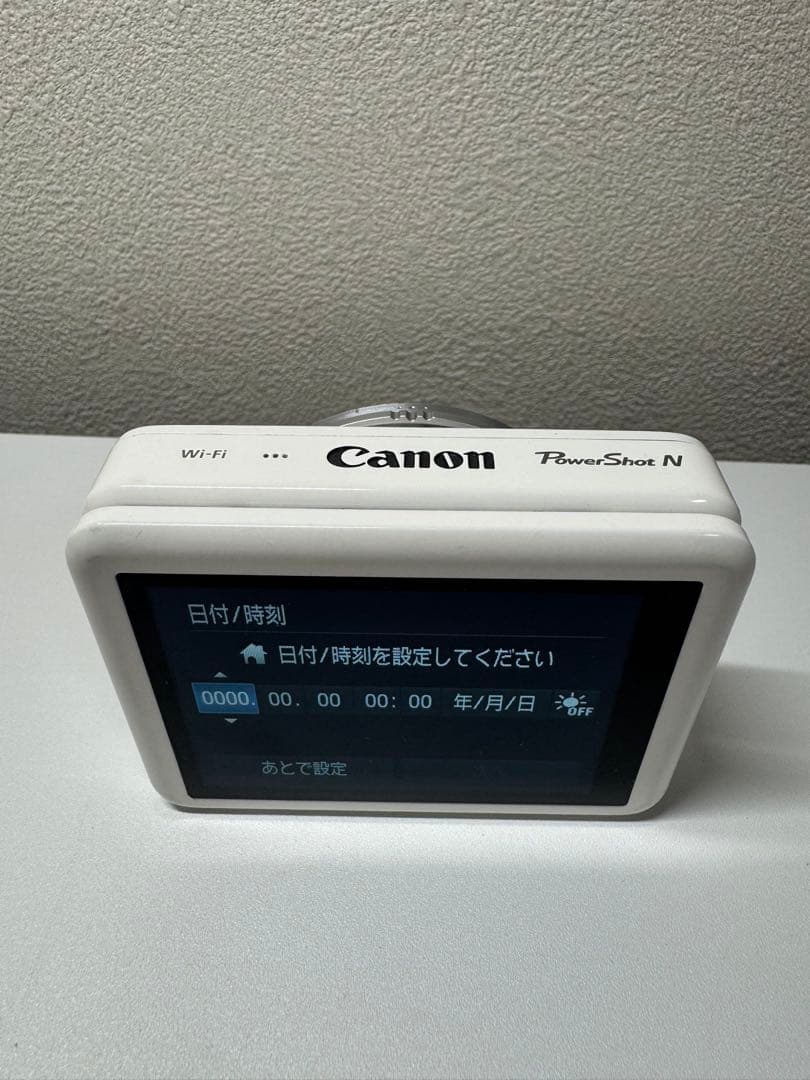 Wi-Fi ••• Canon PowerShot N
日付/時刻
日付/時刻を設定してください
0000. 00. 00 00:00 年/月/日 OFF
あとで設定